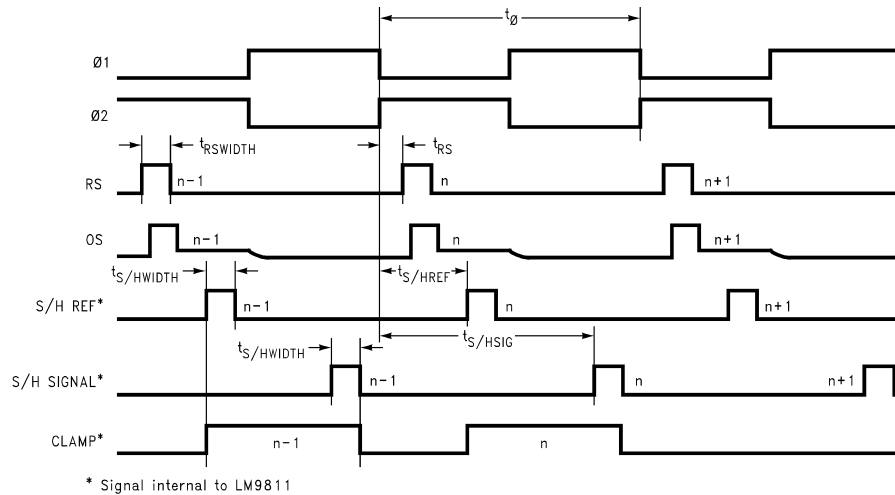 tø
Ø1
Ø2
tRSWIDTH
tRS
RS n-1 n n+1
OS n-1 n n+1
tS/HWIDTH tS/HREF
S/H REF* n-1 n n+1
tS/HWIDTH tS/HSIG
S/H SIGNAL* n-1 n n+1
CLAMP* n-1 n
* Signal internal to LM9811